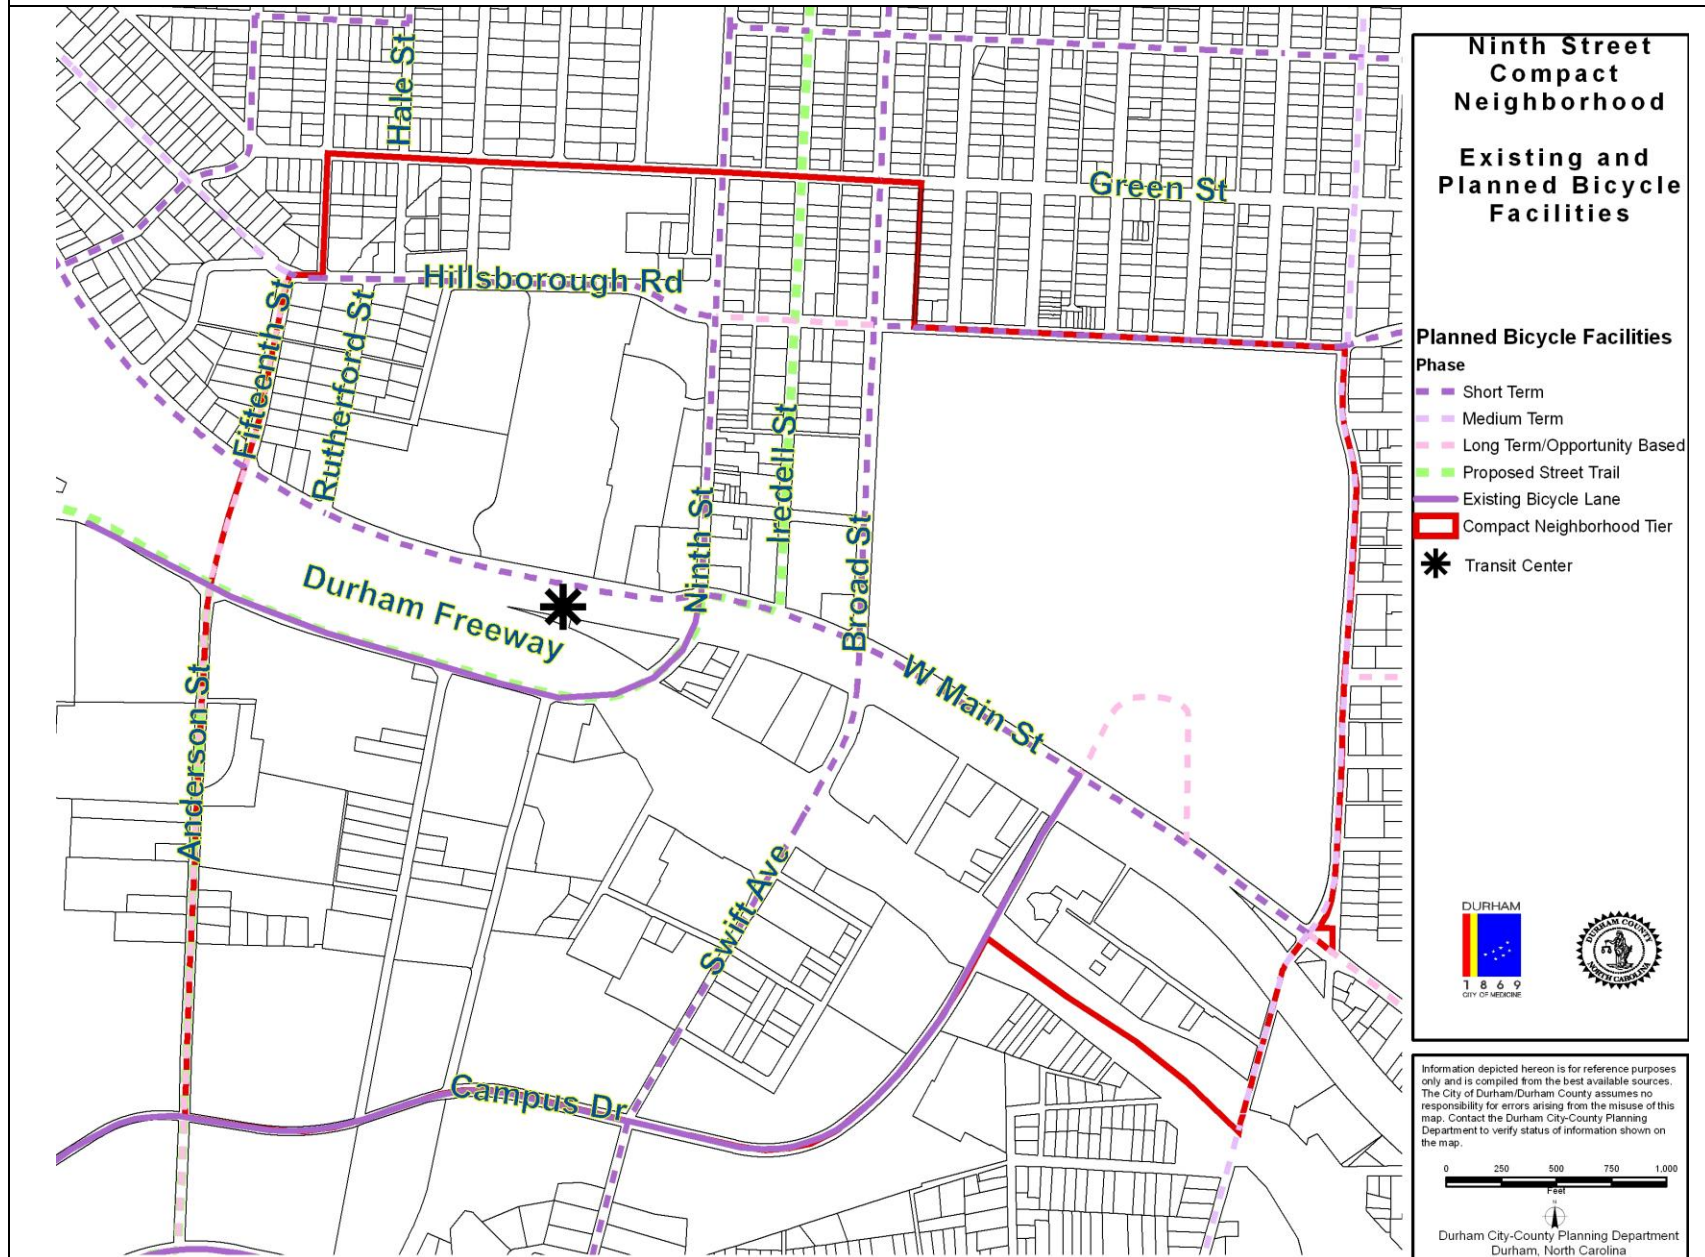 Hale St
Green St
Hillsborough Rd
Fifteenth St
Rutherford St
Ninth St
Iredell St
Broad St
Durham Freeway
W Main St
Anderson St
Swift Ave
Campus Dr
Ninth Street
Compact
Neighborhood
Existing and
Planned Bicycle
Facilities
Planned Bicycle Facilities
Phase
Short Term
Medium Term
Long Term/Opportunity Based
Proposed Street Trail
Existing Bicycle Lane
Compact Neighborhood Tier
Transit Center
DURHAM
1 8 6 9
CITY OF MEDICINE
DURHAM COUNTY
NORTH CAROLINA
Information depicted hereon is for reference purposes
only and is compiled from the best available sources.
The City of Durham/Durham County assumes no
responsibility for errors arising from the misuse of this
map. Contact the Durham City-County Planning
Department to verify status of information shown on
the map.
0 250 500 750 1,000
Feet
N
Durham City-County Planning Department
Durham, North Carolina